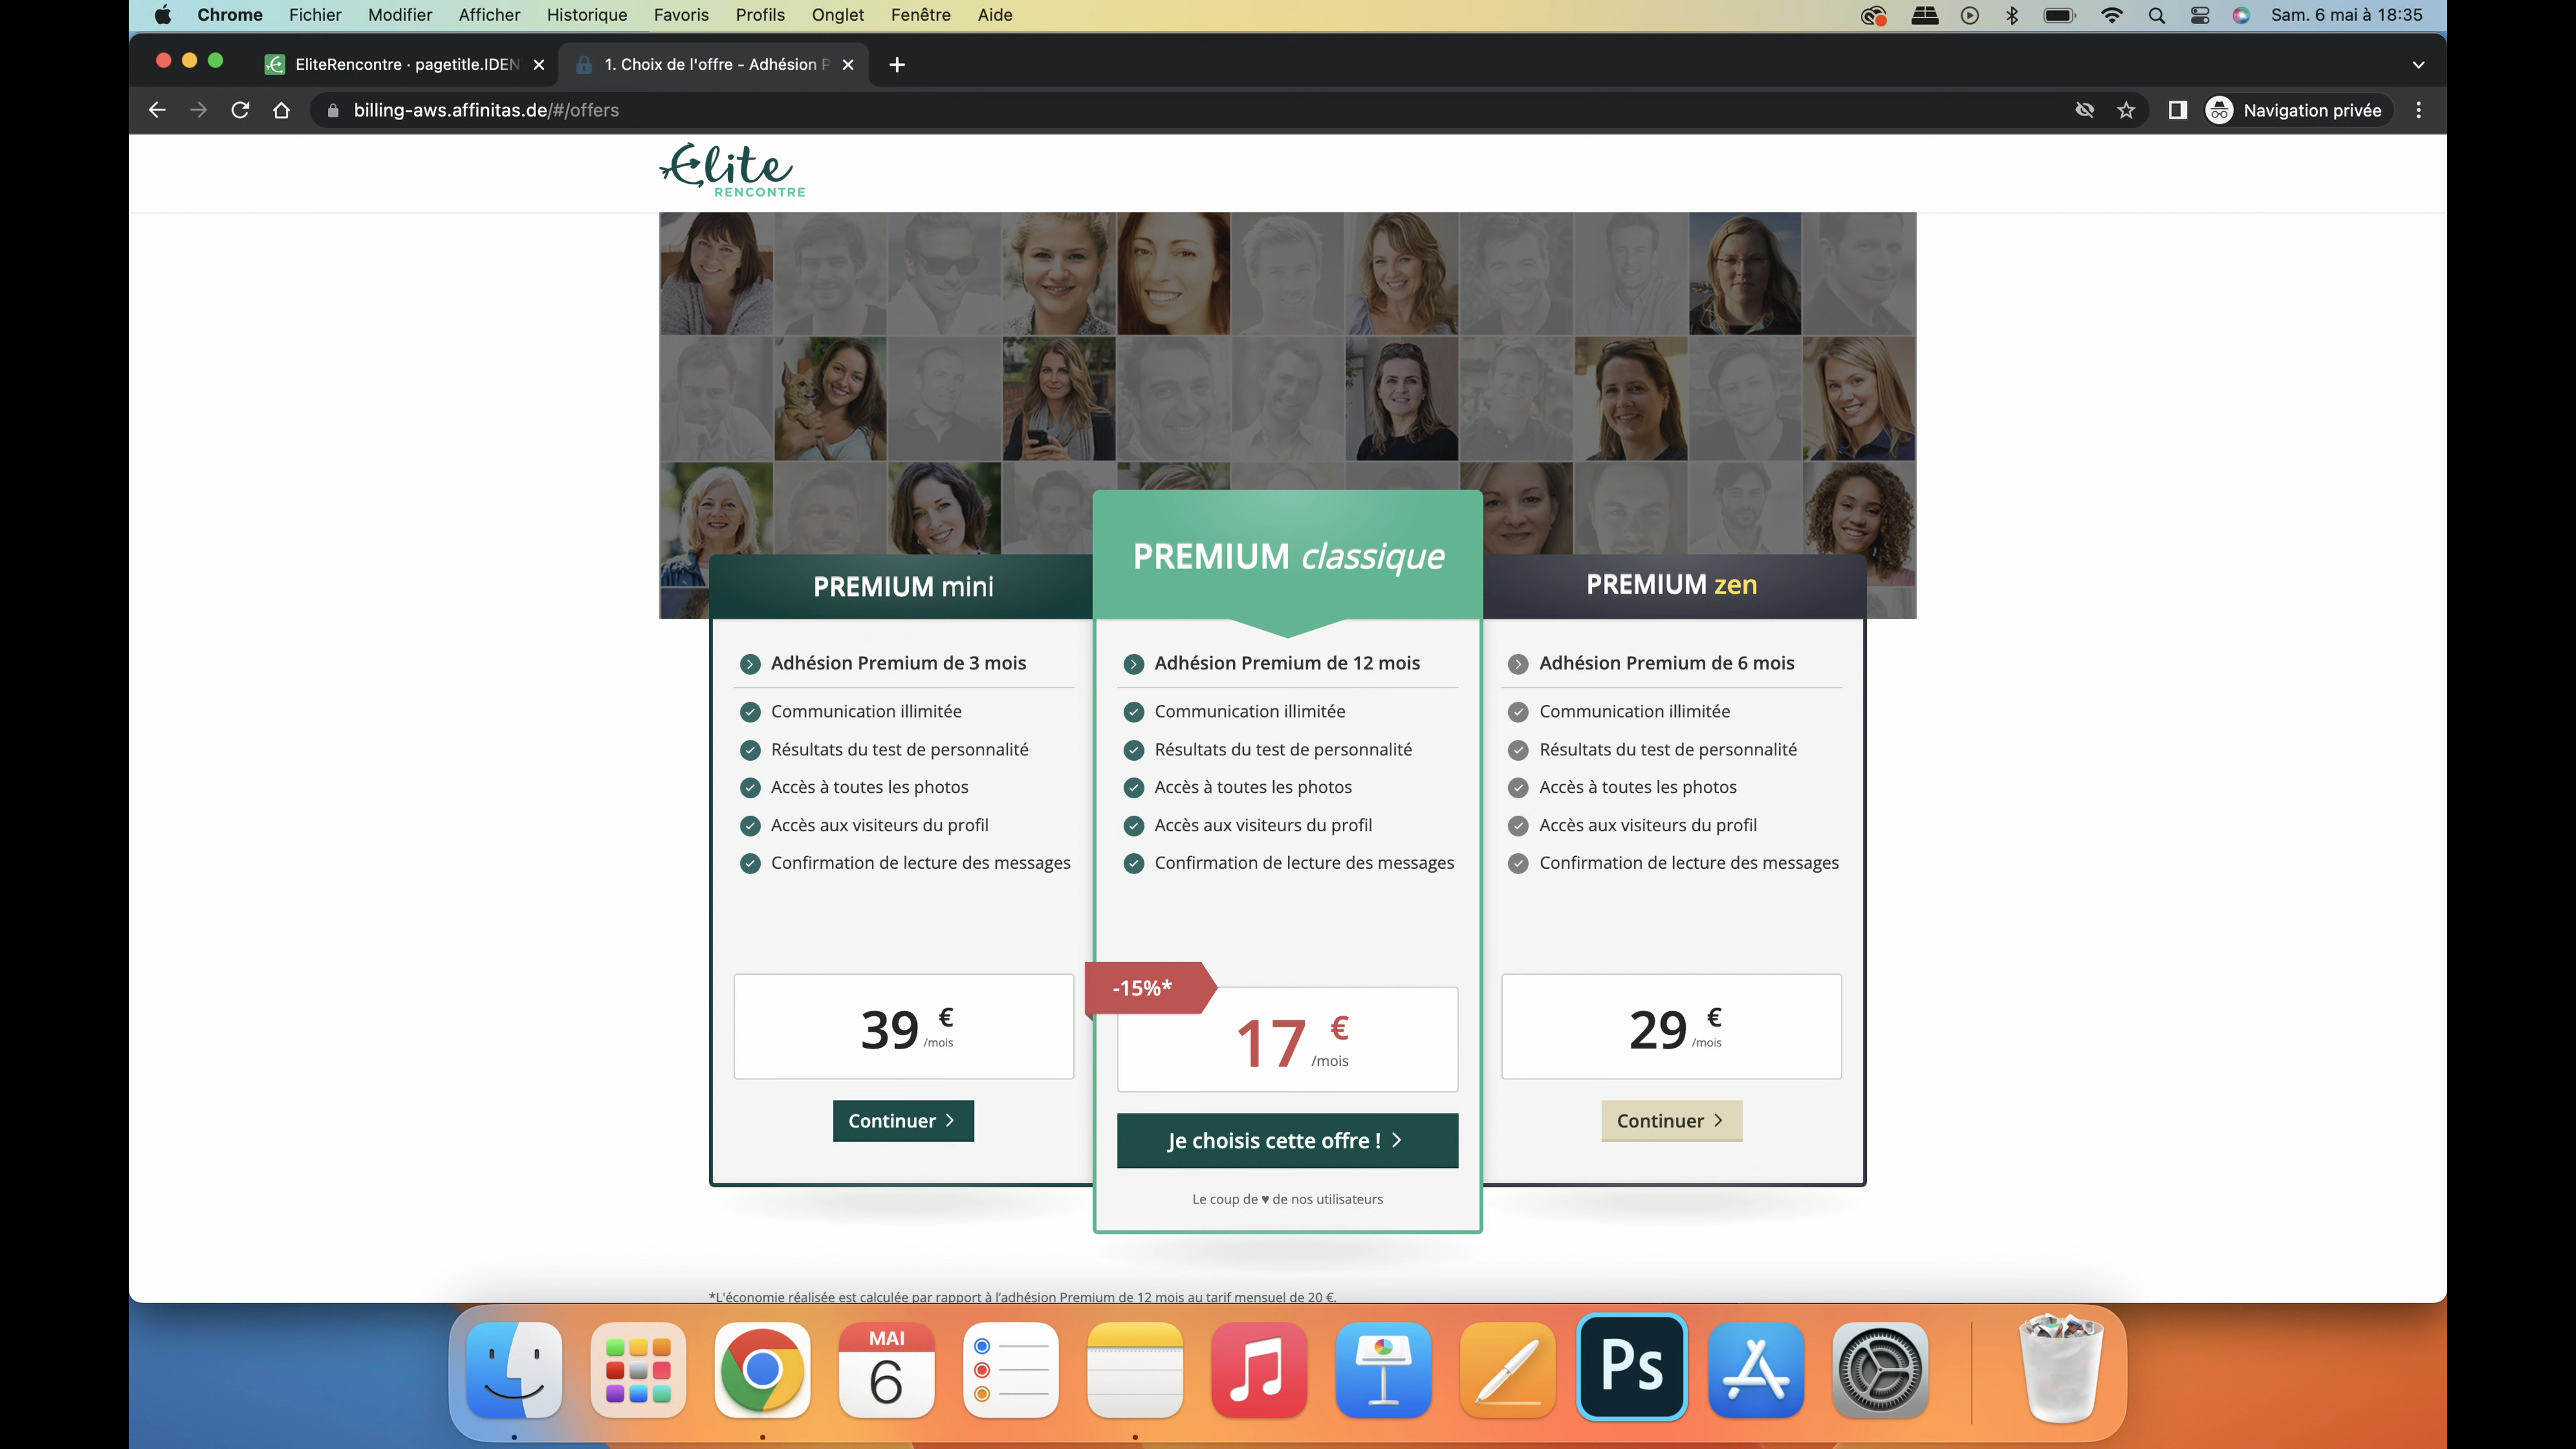 Chrome Fichier Modifier Afficher Historique Favoris Profils Onglet Fenêtre Aide Sam. 6 mai à 18:35
EliteRencontre · pagetitle.IDEN 1. Choix de l'offre - Adhésion P
billing-aws.affinitas.de/#/offers Navigation privée
Elite
RENCONTRE
PREMIUM mini
Adhésion Premium de 3 mois
Communication illimitée
Résultats du test de personnalité
Accès à toutes les photos
Accès aux visiteurs du profil
Confirmation de lecture des messages
39 €
/mois
Continuer
PREMIUM classique
Adhésion Premium de 12 mois
Communication illimitée
Résultats du test de personnalité
Accès à toutes les photos
Accès aux visiteurs du profil
Confirmation de lecture des messages
-15%*
17 €
/mois
Je choisis cette offre !
Le coup de ♥ de nos utilisateurs
PREMIUM zen
Adhésion Premium de 6 mois
Communication illimitée
Résultats du test de personnalité
Accès à toutes les photos
Accès aux visiteurs du profil
Confirmation de lecture des messages
29 €
/mois
Continuer
*L'économie réalisée est calculée par rapport à l'adhésion Premium de 12 mois au tarif mensuel de 20 €.
MAI
6
Ps